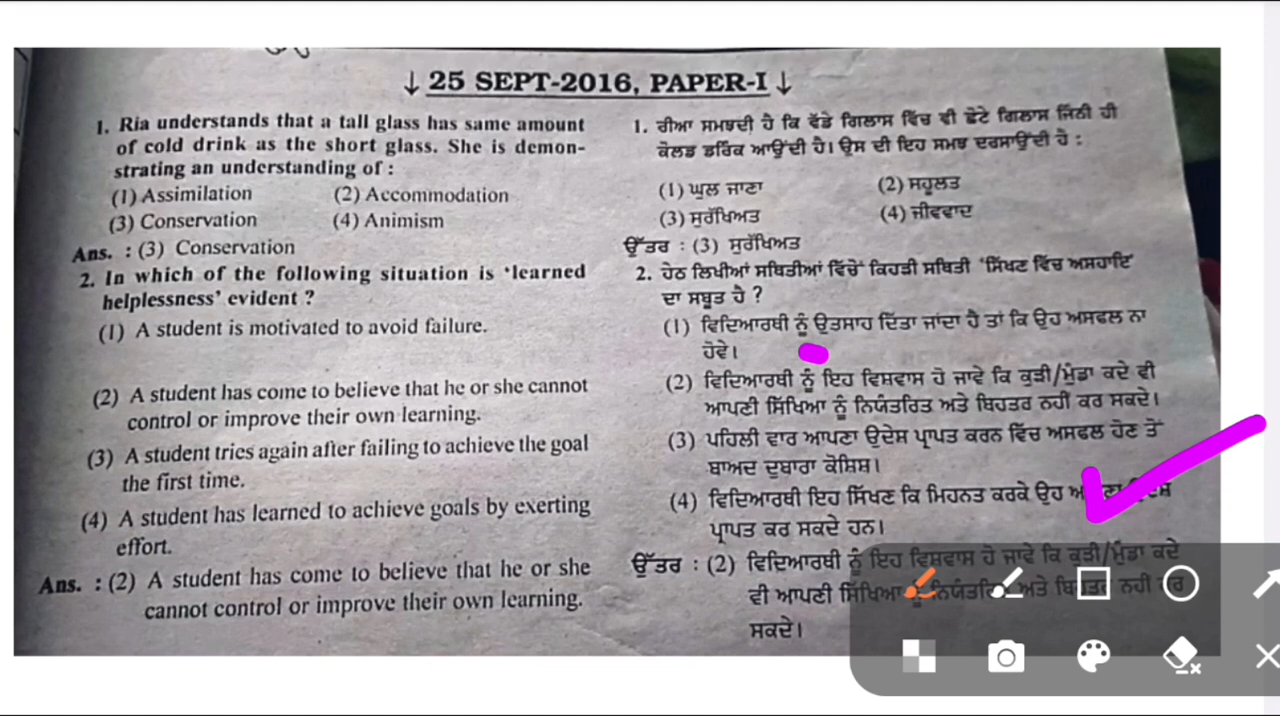 ↓ 25 SEPT-2016, PAPER-I ↓
1. Ria understands that a tall glass has same amount
of cold drink as the short glass. She is demon-
strating an understanding of :
(1) Assimilation (2) Accommodation
(3) Conservation (4) Animism
Ans. : (3) Conservation
2. In which of the following situation is ‘learned
helplessness’ evident ?
(1) A student is motivated to avoid failure.
(2) A student has come to believe that he or she cannot
control or improve their own learning.
(3) A student tries again after failing to achieve the goal
the first time.
(4) A student has learned to achieve goals by exerting
effort.
Ans. : (2) A student has come to believe that he or she
cannot control or improve their own learning.
1. ਰੀਆ ਸਮਝਦੀ ਹੈ ਕਿ ਵੱਡੇ ਗਿਲਾਸ ਵਿੱਚ ਵੀ ਛੋਟੇ ਗਿਲਾਸ ਜਿੰਨੀ ਹੀ
ਕੋਲਡ ਡਰਿੰਕ ਆਉਂਦੀ ਹੈ। ਉਸ ਦੀ ਇਹ ਸਮਝ ਦਰਸਾਉਂਦੀ ਹੈ :
(1) ਘੁਲ ਜਾਣਾ (2) ਸਹੂਲਤ
(3) ਸੁਰੱਖਿਅਤ (4) ਜੀਵਵਾਦ
ਉੱਤਰ : (3) ਸੁਰੱਖਿਅਤ
2. ਹੇਠ ਲਿਖੀਆਂ ਸਥਿਤੀਆਂ ਵਿੱਚੋਂ ਕਿਹੜੀ ਸਥਿਤੀ ‘ਸਿੱਖਣ ਵਿੱਚ ਅਸਹਾਇ’
ਦਾ ਸਬੂਤ ਹੈ ?
(1) ਵਿਦਿਆਰਥੀ ਨੂੰ ਉਤਸਾਹ ਦਿੱਤਾ ਜਾਂਦਾ ਹੈ ਤਾਂ ਕਿ ਉਹ ਅਸਫਲ ਨਾ
ਹੋਵੇ।
(2) ਵਿਦਿਆਰਥੀ ਨੂੰ ਇਹ ਵਿਸ਼ਵਾਸ ਹੋ ਜਾਵੇ ਕਿ ਕੁੜੀ/ਮੁੰਡਾ ਕਦੇ ਵੀ
ਆਪਣੀ ਸਿੱਖਿਆ ਨੂੰ ਨਿਯੰਤਰਿਤ ਅਤੇ ਬਿਹਤਰ ਨਹੀਂ ਕਰ ਸਕਦੇ।
(3) ਪਹਿਲੀ ਵਾਰ ਆਪਣਾ ਉਦੇਸ਼ ਪ੍ਰਾਪਤ ਕਰਨ ਵਿੱਚ ਅਸਫਲ ਹੋਣ ਤੋਂ
ਬਾਅਦ ਦੁਬਾਰਾ ਕੋਸ਼ਿਸ਼।
(4) ਵਿਦਿਆਰਥੀ ਇਹ ਸਿੱਖਣ ਕਿ ਮਿਹਨਤ ਕਰਕੇ ਉਹ
ਪ੍ਰਾਪਤ ਕਰ ਸਕਦੇ ਹਨ।
ਉੱਤਰ : (2) ਵਿਦਿਆਰਥੀ ਨੂੰ ਇਹ ਵਿਸ਼ਵਾਸ ਹੋ ਜਾਵੇ ਕਿ ਕੁੜੀ/ਮੁੰਡਾ ਕਦੇ
ਵੀ ਆਪਣੀ ਸਿੱਖਿਆ ਅਤੇ ਨਹੀਂ
ਸਕਦੇ।